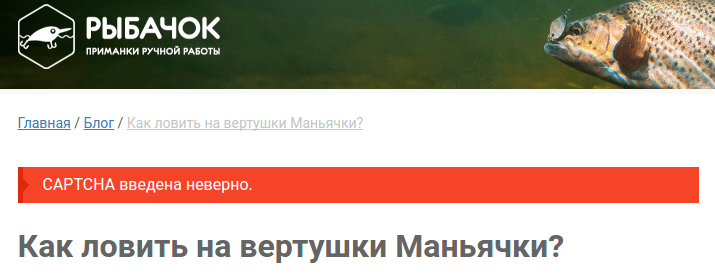 РЫБАЧОК
ПРИМАНКИ РУЧНОЙ РАБОТЫ
Главная / Блог / Как ловить на вертушки Маньячки?
CAPTCHA введена неверно.
Как ловить на вертушки Маньячки?